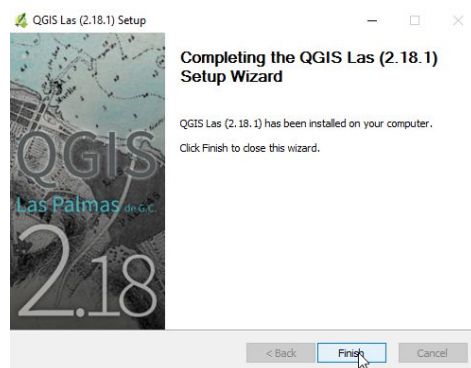 QGIS Las (2.18.1) Setup
Completing the QGIS Las (2.18.1)
Setup Wizard
QGIS Las (2.18.1) has been installed on your computer.
Click Finish to close this wizard.
QGIS
Las Palmas de G.C.
2.18
< Back
Finish
Cancel